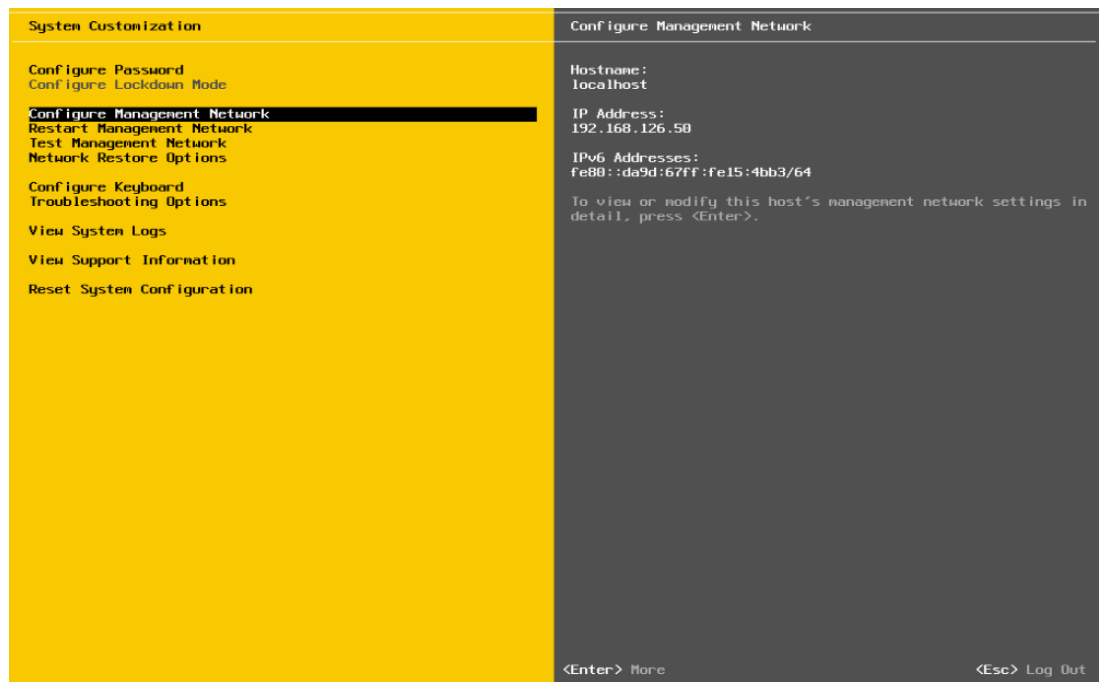 System Customization
Configure Password
Configure Lockdown Mode
Configure Management Network
Restart Management Network
Test Management Network
Network Restore Options
Configure Keyboard
Troubleshooting Options
View System Logs
View Support Information
Reset System Configuration
Configure Management Network
Hostname:
localhost
IP Address:
192.168.126.50
IPv6 Addresses:
fe80::da9d:67ff:fe15:4bb3/64
To view or modify this host's management network settings in
detail, press <Enter>.
<Enter> More
<Esc> Log Out